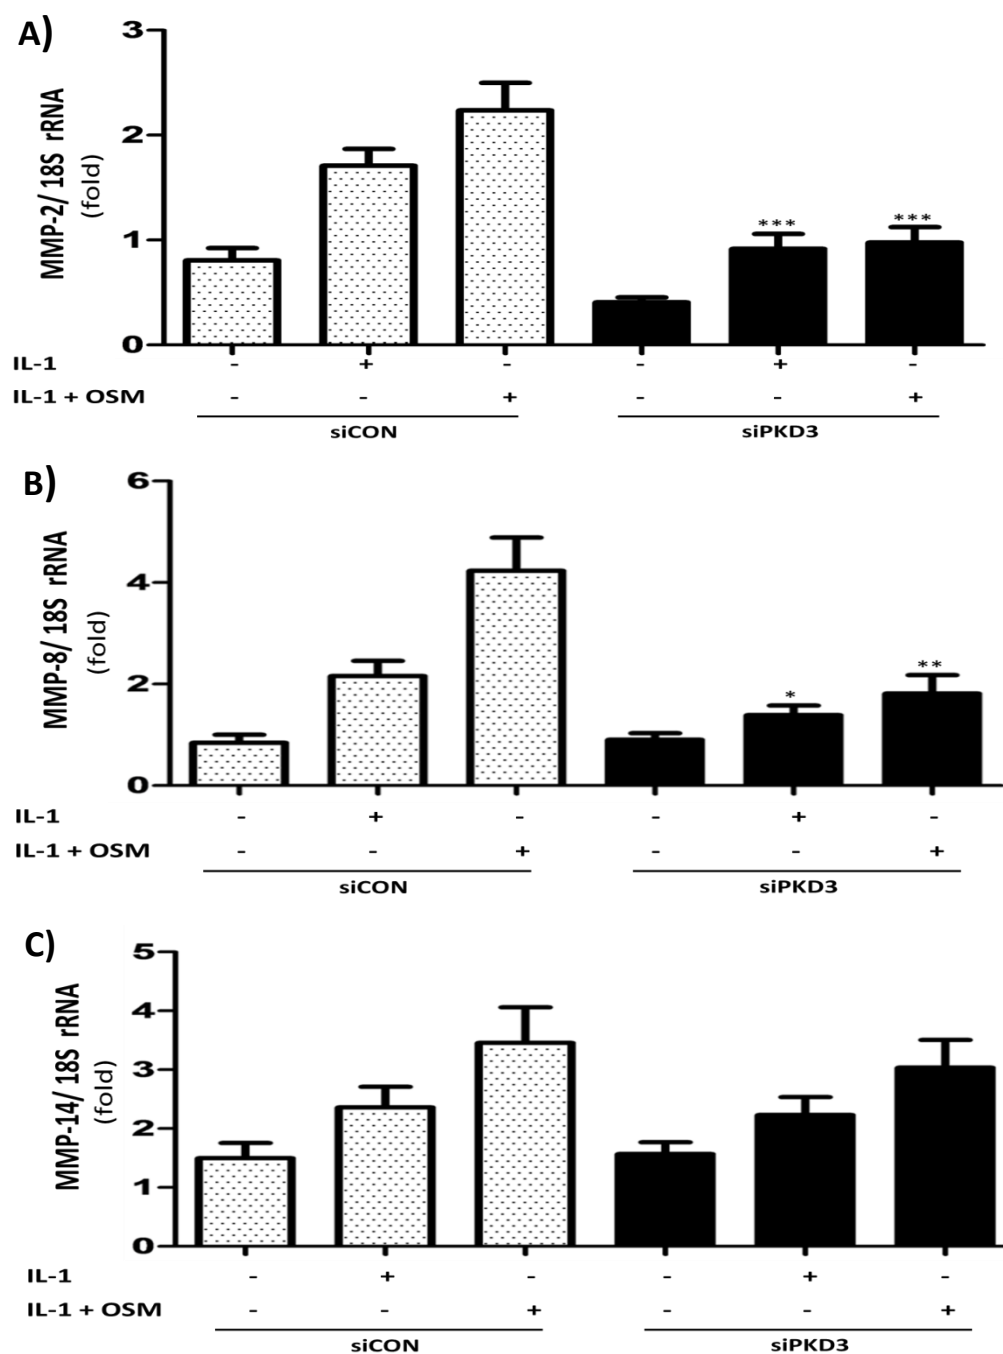 A)
MMP-2/ 18S rRNA
(fold)
3
2
1
0
*** ***
IL-1 - + - - + -
IL-1 + OSM - - + - - +
siCON siPKD3
B)
MMP-8/ 18S rRNA
(fold)
6
4
2
0
* **
IL-1 - + - - + -
IL-1 + OSM - - + - - +
siCON siPKD3
C)
MMP-14/ 18S rRNA
(fold)
5
4
3
2
1
0
IL-1 - + - - + -
IL-1 + OSM - - + - - +
siCON siPKD3